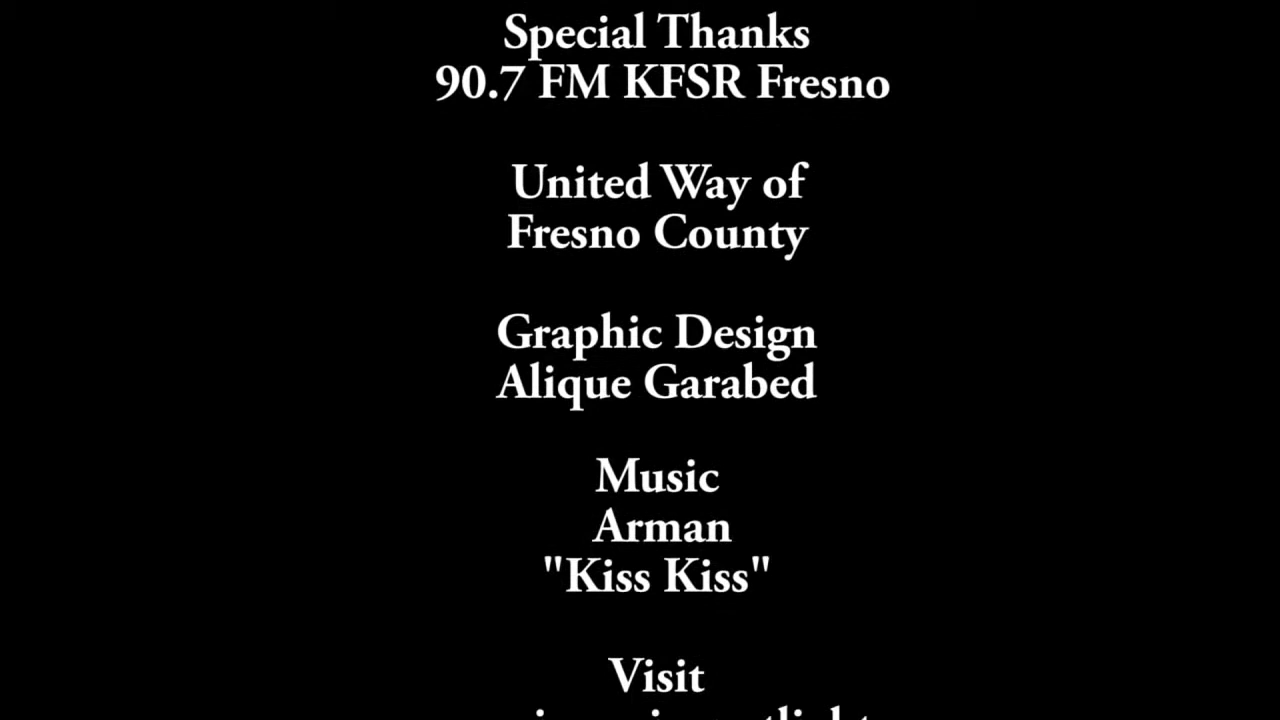 Special Thanks
90.7 FM KFSR Fresno
United Way of
Fresno County
Graphic Design
Alique Garabed
Music
Arman
"Kiss Kiss"
Visit